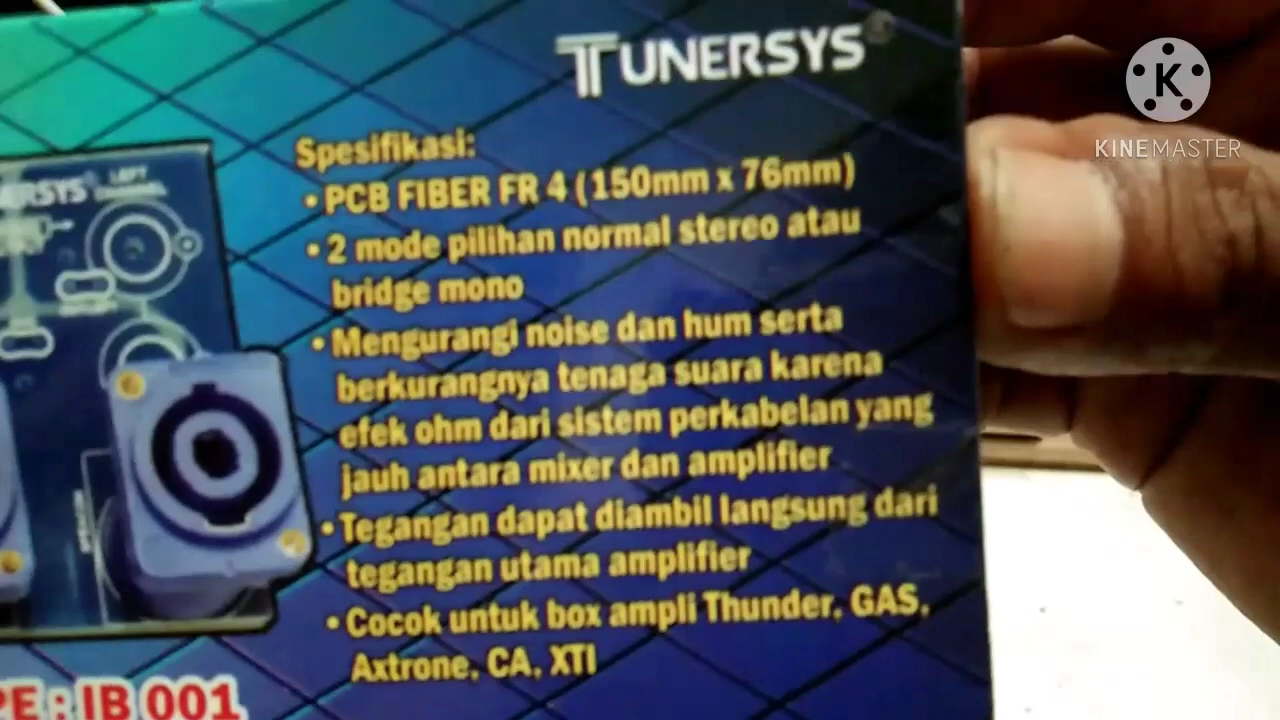 TUNERSYS®
KINEMASTER
Spesifikasi:
• PCB FIBER FR 4 (150mm x 76mm)
• 2 mode pilihan normal stereo atau
bridge mono
• Mengurangi noise dan hum serta
berkurangnya tenaga suara karena
efek ohm dari sistem perkabelan yang
jauh antara mixer dan amplifier
• Tegangan dapat diambil langsung dari
tegangan utama amplifier
• Cocok untuk box ampli Thunder, GAS,
Axtrone, CA, XTI
NERSYS®
LEFT
CHANNEL
PE : IB 001